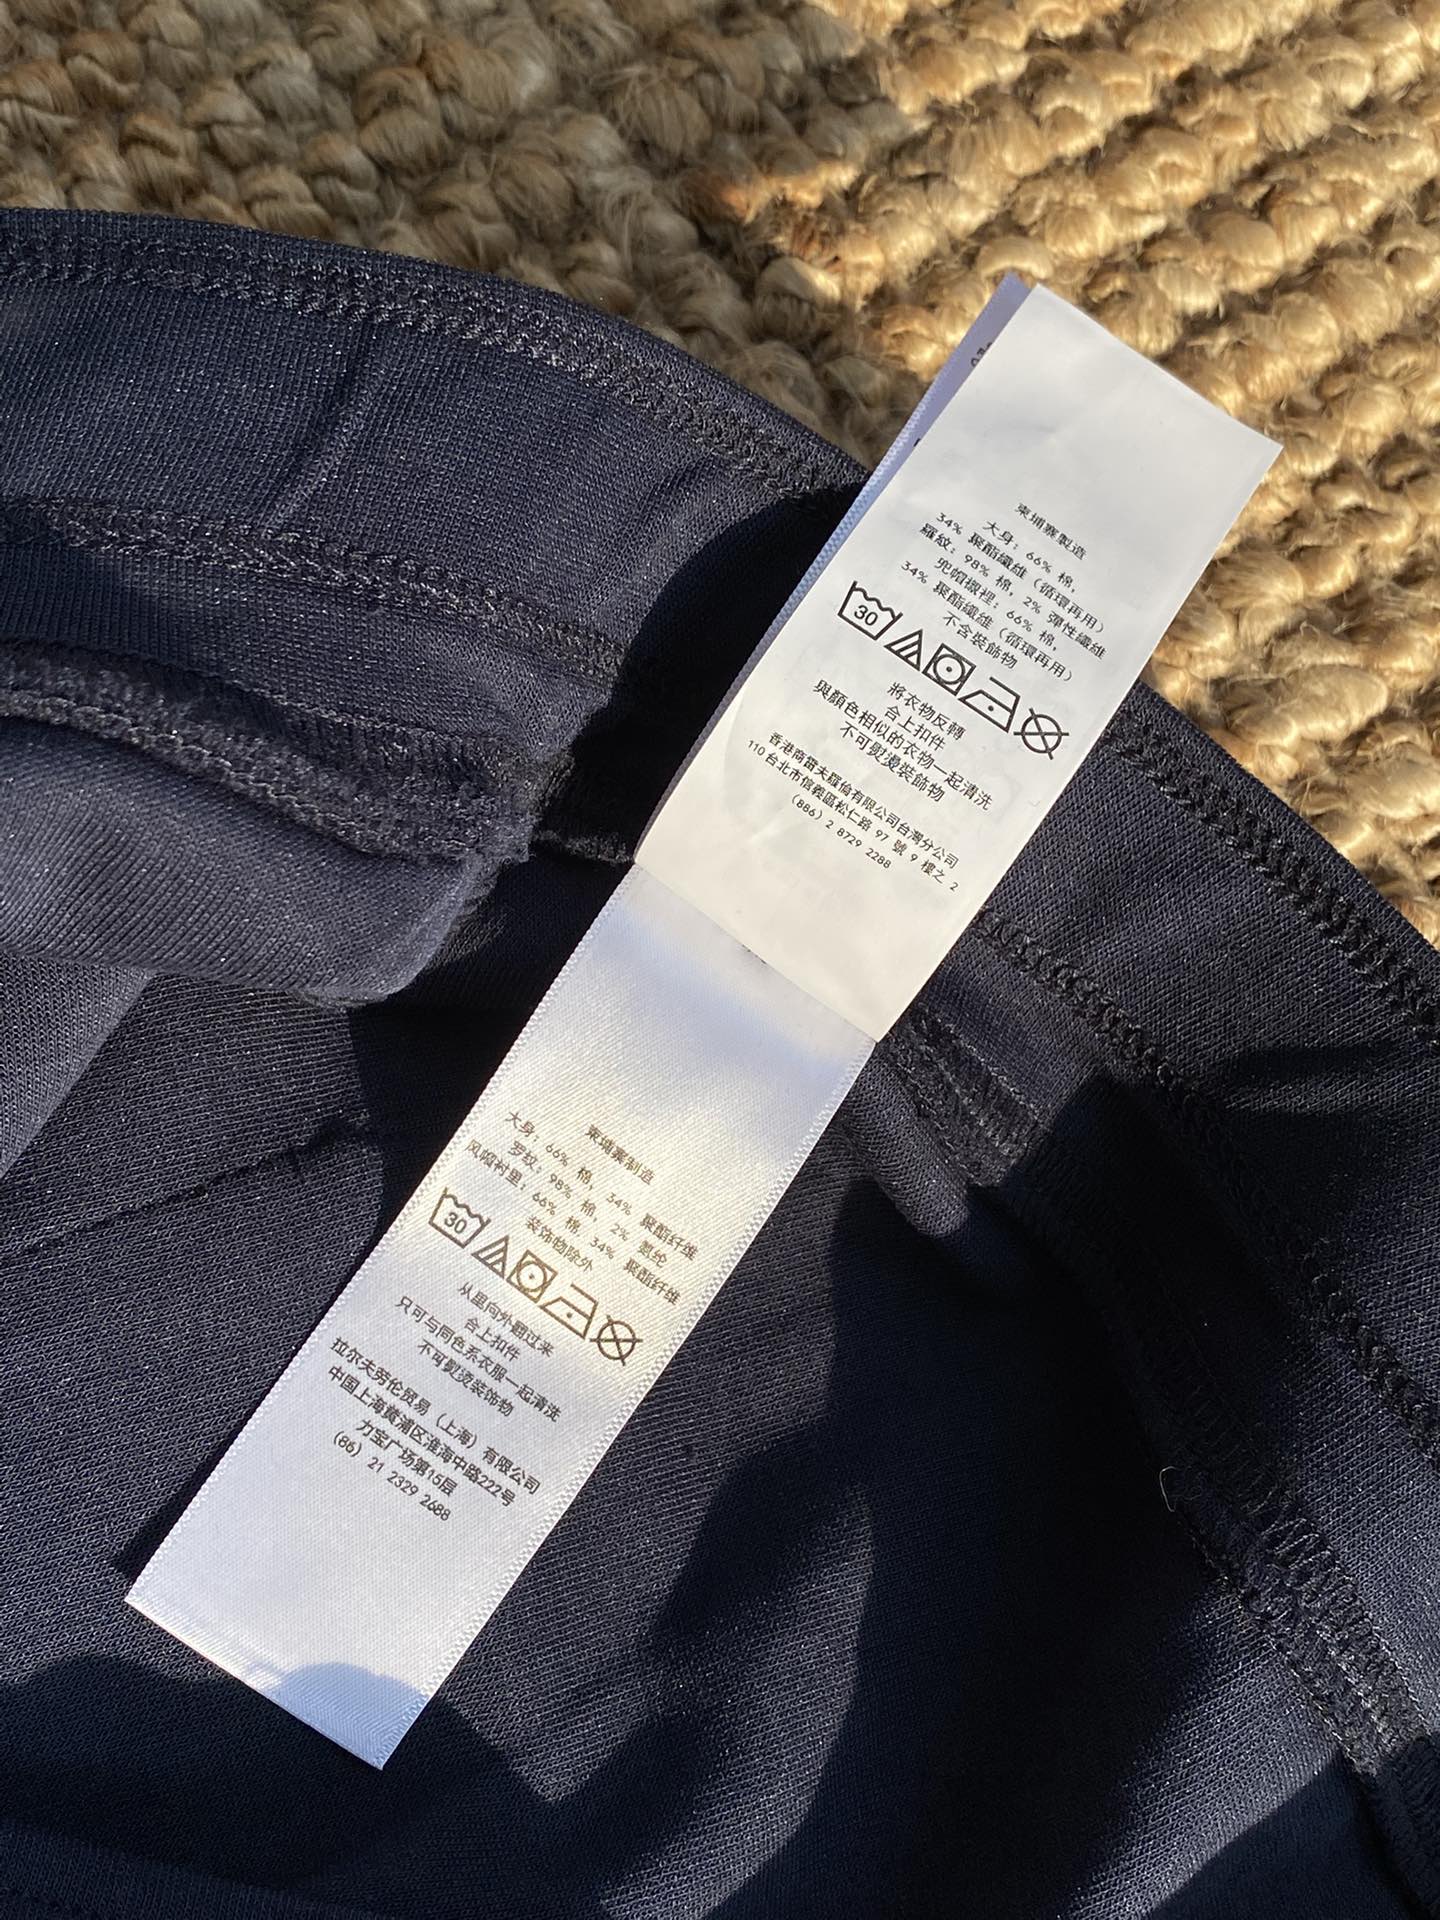 柬埔寨製造
大身：66% 棉，
34% 聚酯纖維（循環再用）
羅紋：98% 棉，2% 彈性纖維
兜帽襯裡：66% 棉，
34% 聚酯纖維（循環再用）
不含裝飾物
30
將衣物反轉
合上扣件
與顏色相似的衣物一起清洗
不可熨燙裝飾物
香港商雷夫羅倫有限公司台灣分公司
110 台北市信義區松仁路 97 號 9 樓之 2
（886）2 8729 2288
柬埔寨制造
大身：66% 棉，34% 聚酯纤维
罗纹：98% 棉，2% 氨纶
风帽衬里：66% 棉，34% 聚酯纤维
装饰物除外
30
从里向外翻过来
合上扣件
只可与同色系衣服一起清洗
不可熨烫装饰物
拉尔夫劳伦贸易（上海）有限公司
中国上海黄浦区淮海中路222号
力宝广场第15层
（86）21 2329 2688